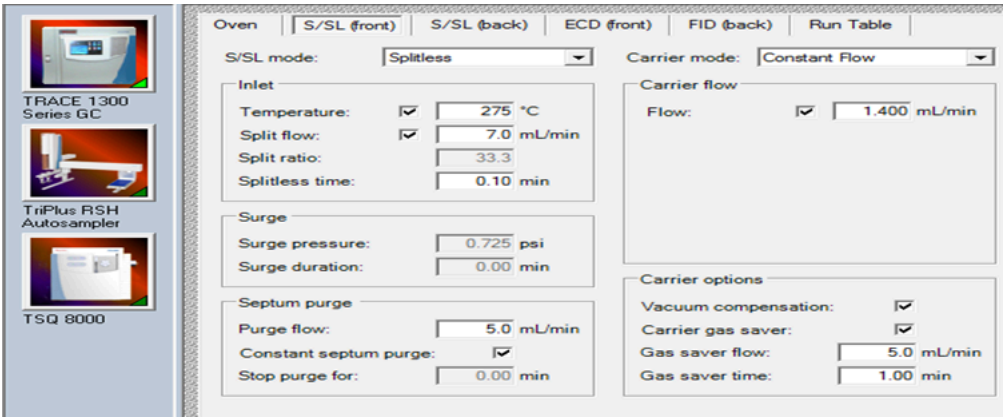 Oven S/SL (front) S/SL (back) ECD (front) FID (back) Run Table
TRACE 1300
Series GC
TriPlus RSH
Autosampler
TSQ 8000
S/SL mode: Splitless
Inlet
Temperature: 275 °C
Split flow: 7.0 mL/min
Split ratio: 33.3
Splitless time: 0.10 min
Surge
Surge pressure: 0.725 psi
Surge duration: 0.00 min
Septum purge
Purge flow: 5.0 mL/min
Constant septum purge:
Stop purge for: 0.00 min
Carrier mode: Constant Flow
Carrier flow
Flow: 1.400 mL/min
Carrier options
Vacuum compensation:
Carrier gas saver:
Gas saver flow: 5.0 mL/min
Gas saver time: 1.00 min